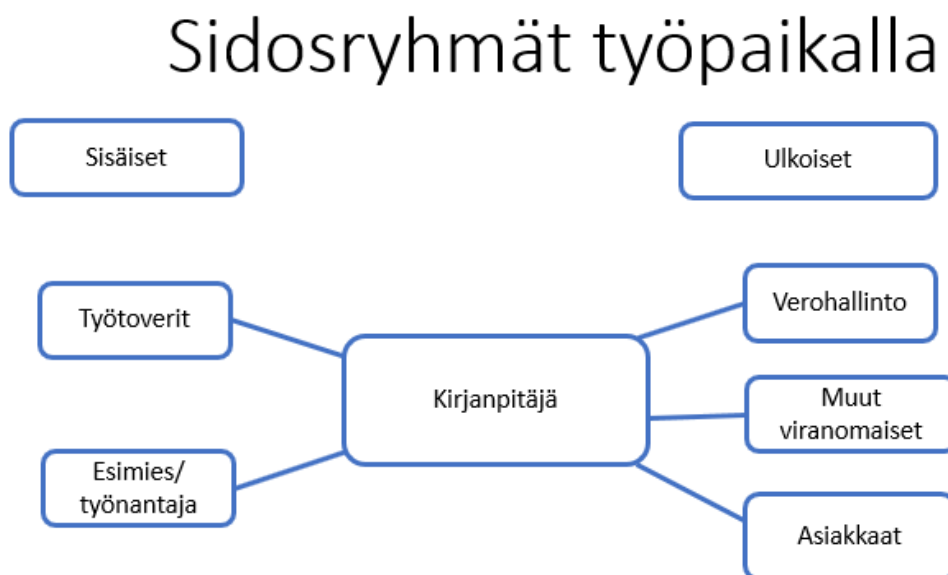 Sidosryhmät työpaikalla
Sisäiset
Ulkoiset
Työtoverit
Verohallinto
Kirjanpitäjä
Muut
viranomaiset
Esimies/
työnantaja
Asiakkaat